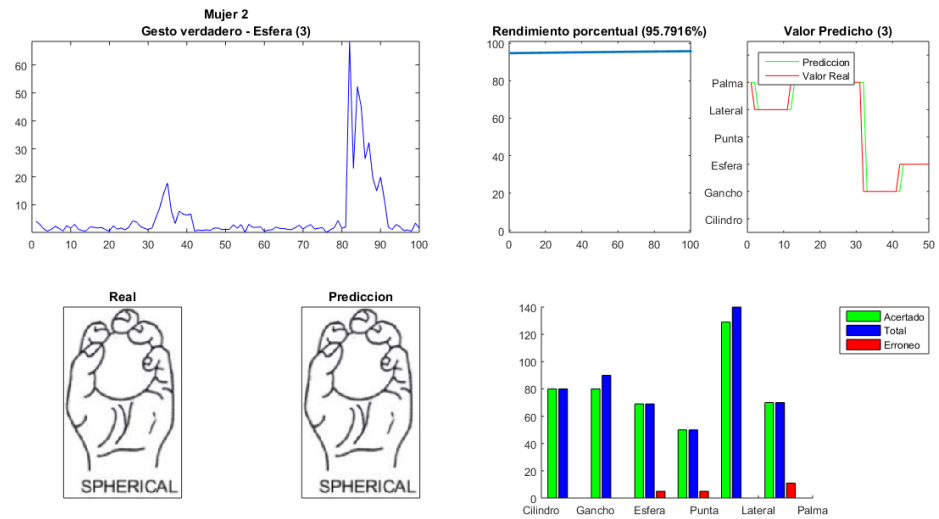 Mujer 2
Gesto verdadero - Esfera (3)
60
50
40
30
20
10
0 10 20 30 40 50 60 70 80 90 100
Rendimiento porcentual (95.7916%)
100
80
60
40
20
0
0 20 40 60 80 100
Valor Predicho (3)
Prediccion
Valor Real
Palma
Lateral
Punta
Esfera
Gancho
Cilindro
0 10 20 30 40 50
Real
SPHERICAL
Prediccion
SPHERICAL
140
120
100
80
60
40
20
0
Cilindro Gancho Esfera Punta Lateral Palma
Acertado
Total
Erroneo